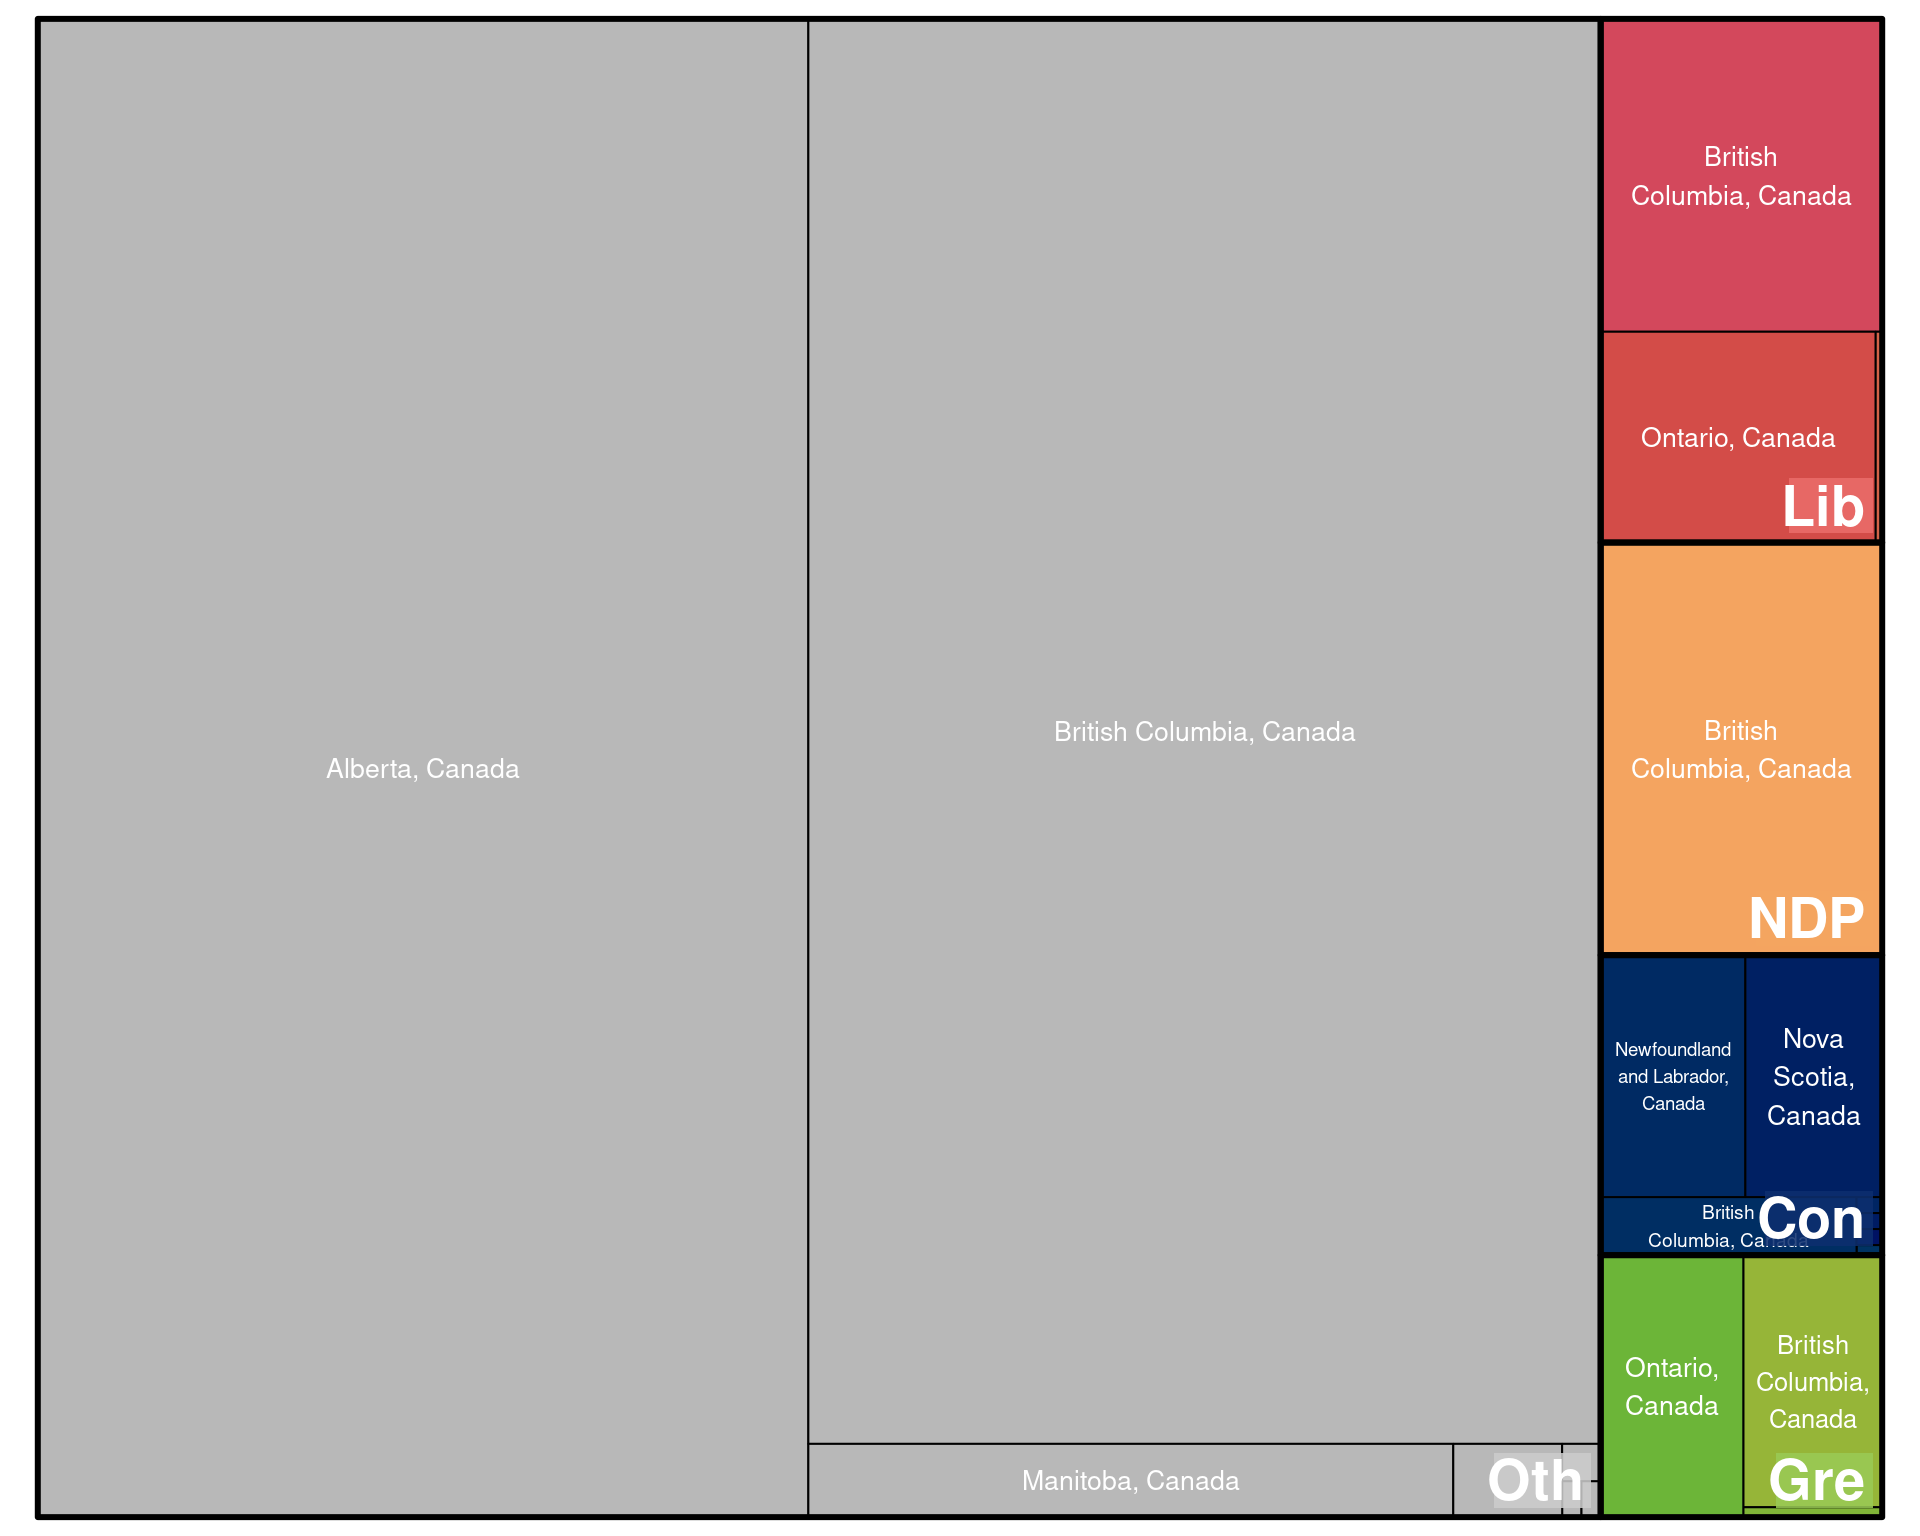 Alberta, Canada
British Columbia, Canada
Manitoba, Canada
Oth
British
Columbia, Canada
Ontario, Canada
Lib
British
Columbia, Canada
NDP
Newfoundland
and Labrador,
Canada
Nova
Scotia,
Canada
British
Columbia, Canada
Con
Ontario,
Canada
British
Columbia,
Canada
Gre